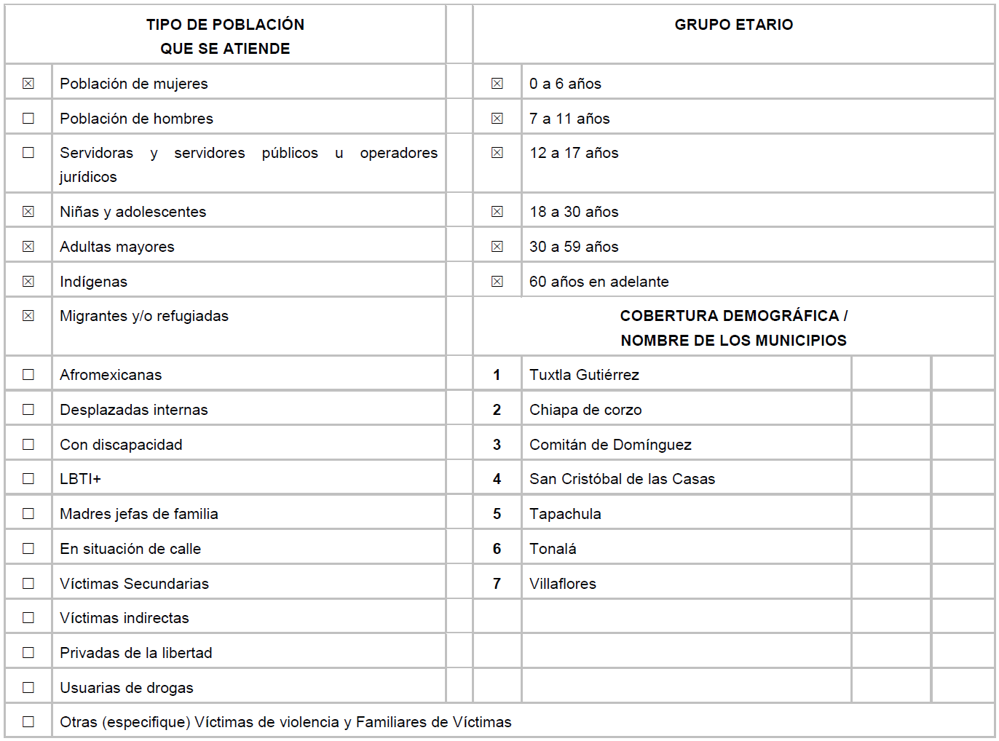 TIPO DE POBLACIÓN
QUE SE ATIENDE
GRUPO ETARIO
☒ Población de mujeres ☒ 0 a 6 años
☐ Población de hombres ☒ 7 a 11 años
☐ Servidoras y servidores públicos u operadores ☒ 12 a 17 años
jurídicos
☒ Niñas y adolescentes ☒ 18 a 30 años
☒ Adultas mayores ☒ 30 a 59 años
☒ Indígenas ☒ 60 años en adelante
☒ Migrantes y/o refugiadas COBERTURA DEMOGRÁFICA /
NOMBRE DE LOS MUNICIPIOS
☐ Afromexicanas 1 Tuxtla Gutiérrez
☐ Desplazadas internas 2 Chiapa de corzo
☐ Con discapacidad 3 Comitán de Domínguez
☐ LBTI+ 4 San Cristóbal de las Casas
☐ Madres jefas de familia 5 Tapachula
☐ En situación de calle 6 Tonalá
☐ Víctimas Secundarias 7 Villaflores
☐ Víctimas indirectas
☐ Privadas de la libertad
☐ Usuarias de drogas
☐ Otras (especifique) Víctimas de violencia y Familiares de Víctimas